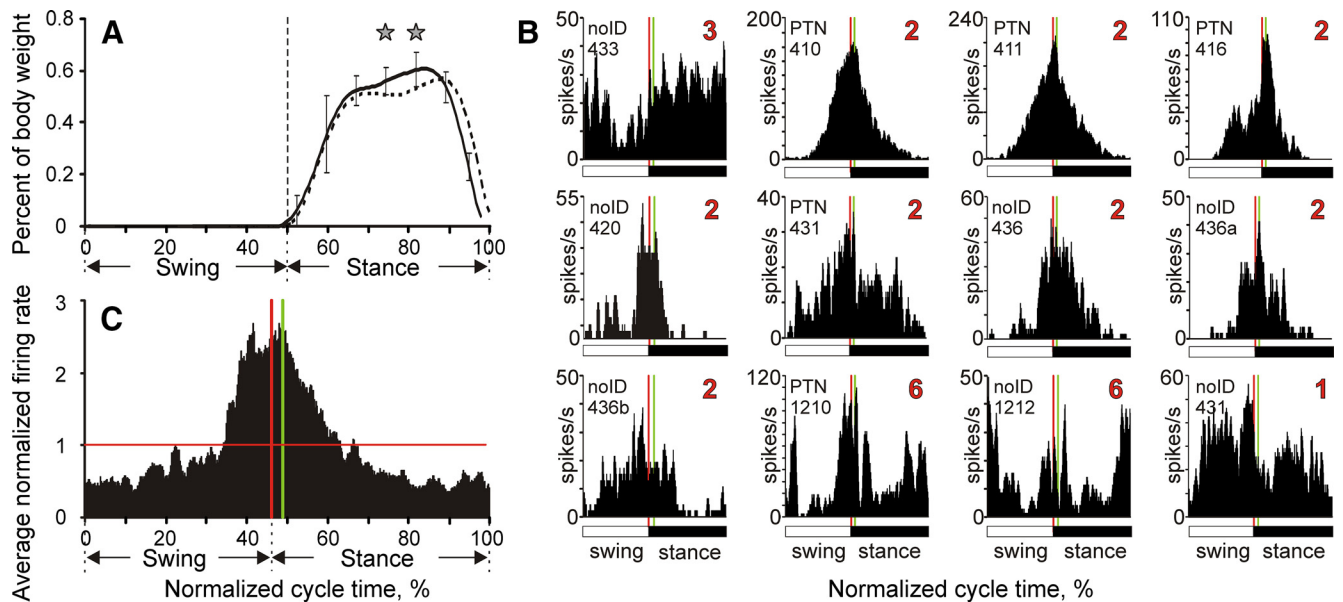 A
Percent of body weight
0.8
0.6
0.4
0.2
0
0 20 40 60 80 100
Swing Stance
C
Average normalized firing rate
3
2
1
0
0 20 40 60 80 100
Swing Stance
Normalized cycle time, %
B
50 noID 433 3
spikes/s
0
200 PTN 410 2
spikes/s
0
240 PTN 411 2
spikes/s
0
110 PTN 416 2
spikes/s
0
55 noID 420 2
spikes/s
0
43 PTN 431 2
spikes/s
0
60 noID 436 2
spikes/s
0
50 noID 436a 2
spikes/s
0
50 noID 436b 2
spikes/s
0
120 PTN 1210 6
spikes/s
0
50 noID 1212 6
spikes/s
0
60 noID 431 1
spikes/s
0
swing stance
swing stance
swing stance
swing stance
Normalized cycle time, %